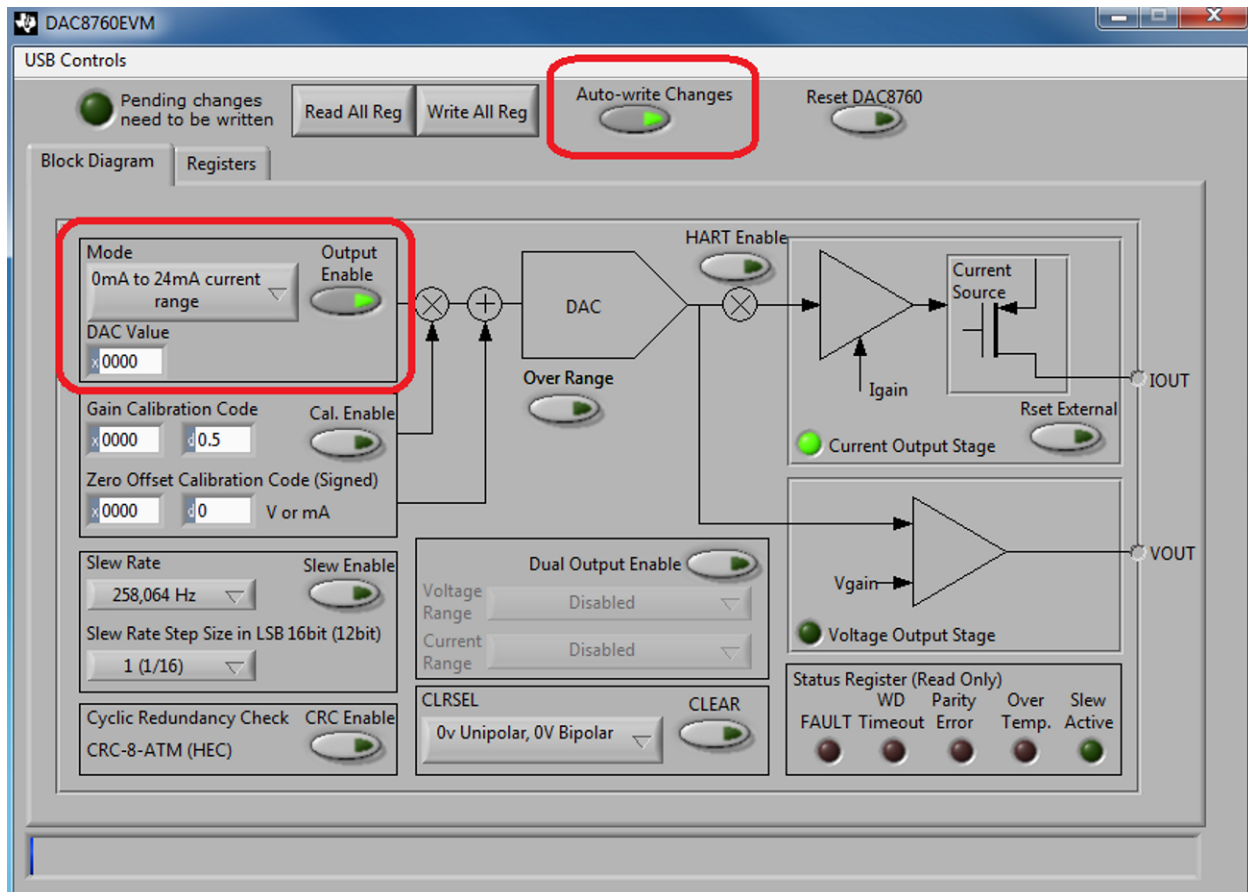 DAC8760EVM
USB Controls
Pending changes
need to be written
Read All Reg
Write All Reg
Auto-write Changes
Reset DAC8760
Block Diagram
Registers
Mode
0mA to 24mA current
range
Output
Enable
DAC Value
x0000
Gain Calibration Code
x0000
d0.5
Cal. Enable
Zero Offset Calibration Code (Signed)
x0000
d0
V or mA
Slew Rate
Slew Enable
258,064 Hz
Slew Rate Step Size in LSB 16bit (12bit)
1 (1/16)
Cyclic Redundancy Check
CRC Enable
CRC-8-ATM (HEC)
DAC
Over Range
HART Enable
Current
Source
Igain
IOUT
Rset External
Current Output Stage
Vgain
VOUT
Voltage Output Stage
Dual Output Enable
Voltage
Range
Disabled
Current
Range
Disabled
CLRSEL
0v Unipolar, 0V Bipolar
CLEAR
Status Register (Read Only)
FAULT
WD
Timeout
Parity
Error
Over
Temp.
Slew
Active